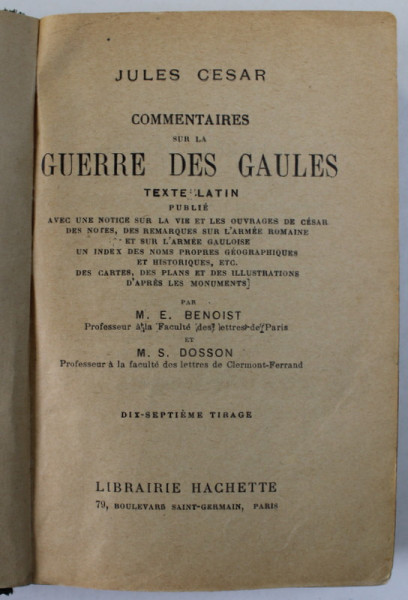 JULES CESAR
COMMENTAIRES
SUR LA
GUERRE DES GAULES
TEXTE LATIN
PUBLIÉ
AVEC UNE NOTICE SUR LA VIE ET LES OUVRAGES DE CÉSAR
DES NOTES, DES REMARQUES SUR L'ARMÉE ROMAINE
ET SUR L'ARMÉE GAULOISE
UN INDEX DES NOMS PROPRES GÉOGRAPHIQUES
ET HISTORIQUES, ETC.
DES CARTES, DES PLANS ET DES ILLUSTRATIONS
D'APRÈS LES MONUMENTS
PAR
M. E. BENOIST
Professeur à la Faculté des lettres de Paris
ET
M. S. DOSSON
Professeur à la faculté des lettres de Clermont-Ferrand
DIX-SEPTIÈME TIRAGE
LIBRAIRIE HACHETTE
79, BOULEVARD SAINT-GERMAIN, PARIS